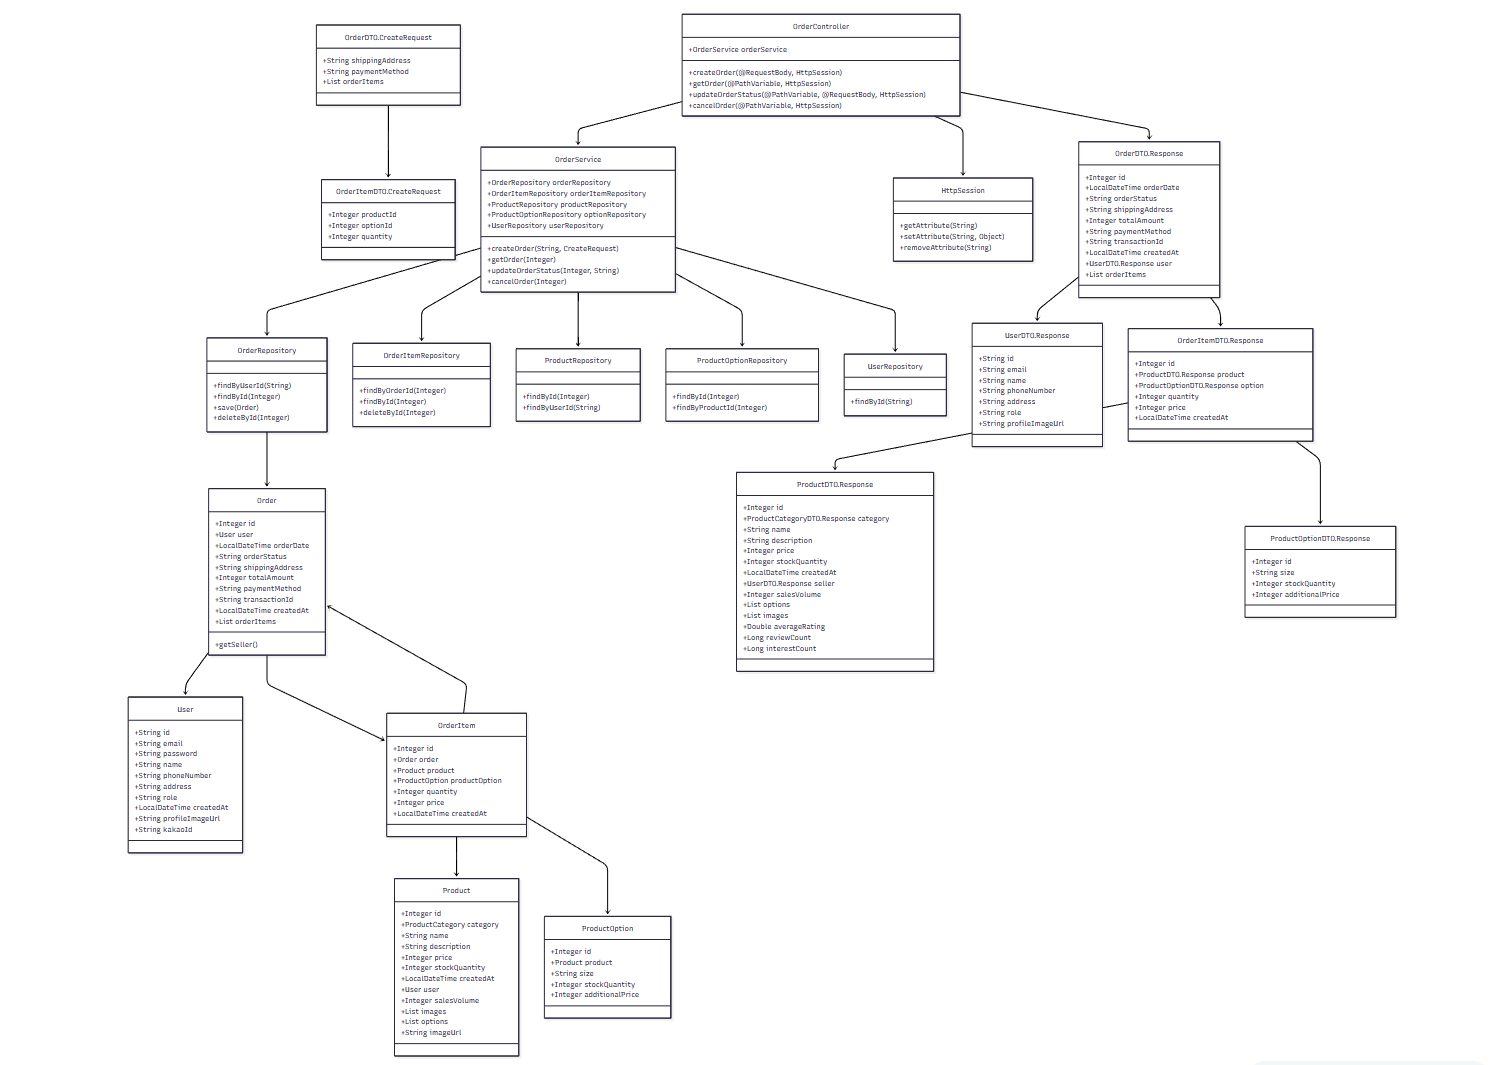 OrderDTO.CreateRequest
+String shippingAddress
+String paymentMethod
+List orderItems
OrderController
+OrderService orderService
+createOrder(@RequestBody, HttpSession)
+getOrder(@PathVariable, HttpSession)
+updateOrderStatus(@PathVariable, @RequestBody, HttpSession)
+cancelOrder(@PathVariable, HttpSession)
OrderItemDTO.CreateRequest
+Integer productId
+Integer optionId
+Integer quantity
OrderService
+OrderRepository orderRepository
+OrderItemRepository orderItemRepository
+ProductRepository productRepository
+ProductOptionRepository optionRepository
+UserRepository userRepository
+createOrder(String, CreateRequest)
+getOrder(Integer)
+updateOrderStatus(Integer, String)
+cancelOrder(Integer)
HttpSession
+getAttribute(String)
+setAttribute(String, Object)
+removeAttribute(String)
OrderDTO.Response
+Integer id
+LocalDateTime orderDate
+String orderStatus
+String shippingAddress
+Integer totalAmount
+String paymentMethod
+String transactionId
+LocalDateTime createdAt
+UserDTO.Response user
+List orderItems
OrderRepository
+findByUserId(String)
+findById(Integer)
+save(Order)
+deleteById(Integer)
OrderItemRepository
+findByOrderId(Integer)
+findById(Integer)
+deleteById(Integer)
ProductRepository
+findById(Integer)
+findByUserId(String)
ProductOptionRepository
+findById(Integer)
+findByProductId(Integer)
UserRepository
+findById(String)
UserDTO.Response
+String id
+String email
+String name
+String phoneNumber
+String address
+String role
+String profileImageUrl
OrderItemDTO.Response
+Integer id
+ProductDTO.Response product
+ProductOptionDTO.Response option
+Integer quantity
+Integer price
+LocalDateTime createdAt
Order
+Integer id
+User user
+LocalDateTime orderDate
+String orderStatus
+String shippingAddress
+Integer totalAmount
+String paymentMethod
+String transactionId
+LocalDateTime createdAt
+List orderItems
+getSeller()
ProductDTO.Response
+Integer id
+ProductCategoryDTO.Response category
+String name
+String description
+Integer price
+Integer stockQuantity
+LocalDateTime createdAt
+UserDTO.Response seller
+Integer salesVolume
+List options
+List images
+Double averageRating
+Long reviewCount
+Long interestCount
ProductOptionDTO.Response
+Integer id
+String size
+Integer stockQuantity
+Integer additionalPrice
User
+String id
+String email
+String password
+String name
+String phoneNumber
+String address
+String role
+LocalDateTime createdAt
+String profileImageUrl
+String kakaoId
OrderItem
+Integer id
+Order order
+Product product
+ProductOption productOption
+Integer quantity
+Integer price
+LocalDateTime createdAt
Product
+Integer id
+ProductCategory category
+String name
+String description
+Integer price
+Integer stockQuantity
+LocalDateTime createdAt
+User user
+Integer salesVolume
+List images
+List options
+String imageUrl
ProductOption
+Integer id
+Product product
+String size
+Integer stockQuantity
+Integer additionalPrice